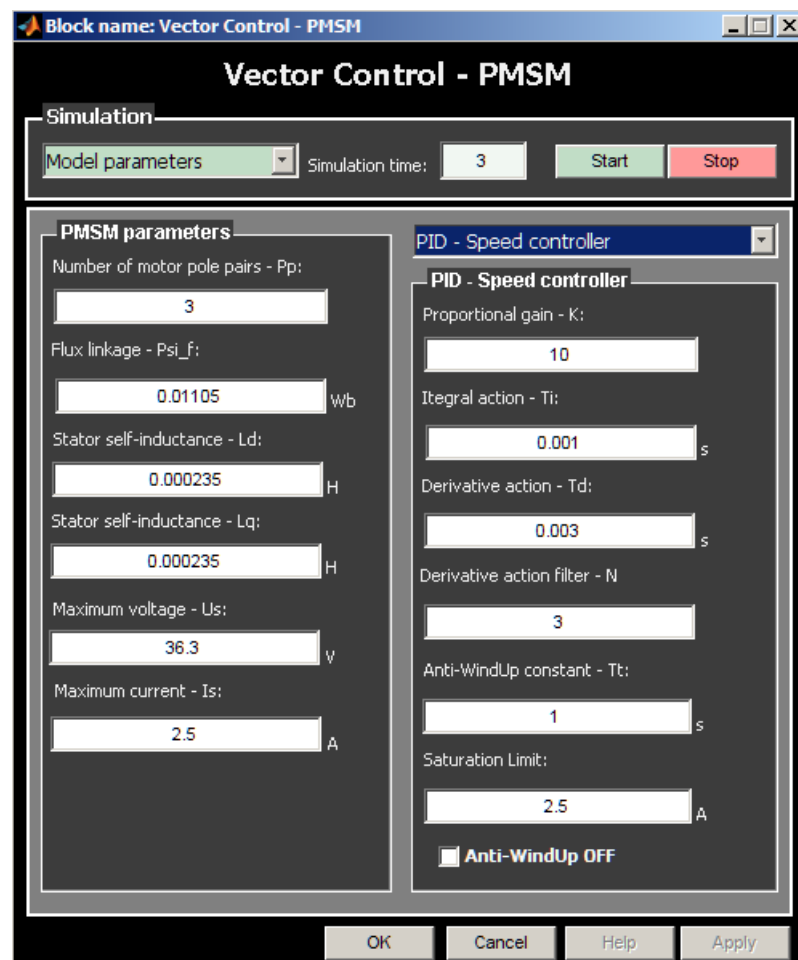 Block name: Vector Control - PMSM
Vector Control - PMSM
Simulation
Model parameters
Simulation time:
3
Start
Stop
PMSM parameters
Number of motor pole pairs - Pp:
3
Flux linkage - Psi_f:
0.01105
Wb
Stator self-inductance - Ld:
0.000235
H
Stator self-inductance - Lq:
0.000235
H
Maximum voltage - Us:
36.3
V
Maximum current - Is:
2.5
A
PID - Speed controller
PID - Speed controller
Proportional gain - K:
10
Itegral action - Ti:
0.001
s
Derivative action - Td:
0.003
s
Derivative action filter - N
3
Anti-WindUp constant - Tt:
1
s
Saturation Limit:
2.5
A
Anti-WindUp OFF
OK
Cancel
Help
Apply